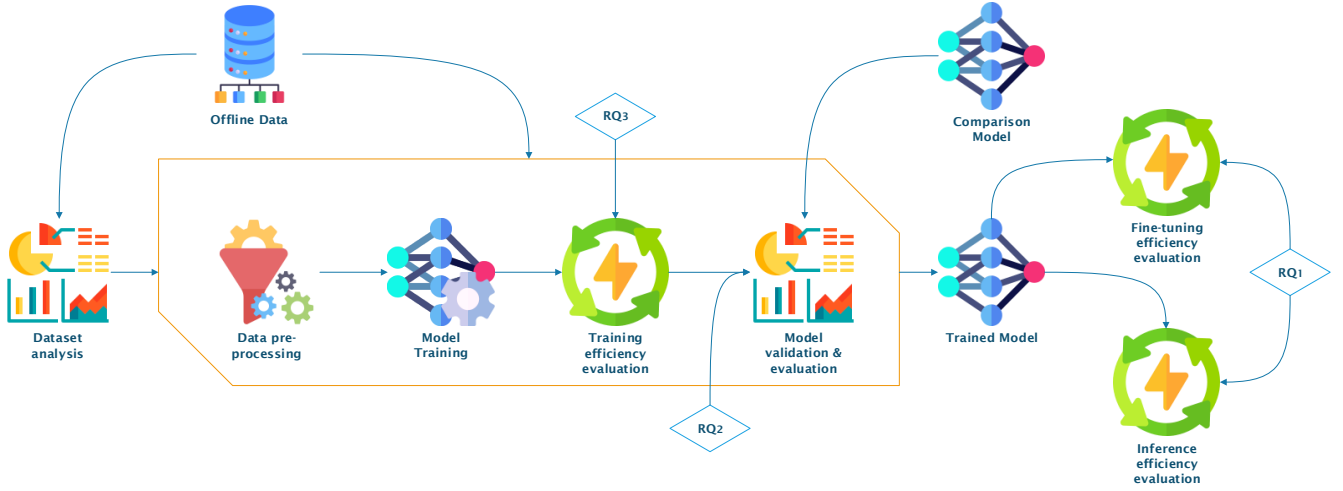 Offline Data
RQ3
Comparison
Model
Fine-tuning
efficiency
evaluation
RQ1
Dataset
analysis
Data pre-
processing
Model
Training
Training
efficiency
evaluation
Model
validation &
evaluation
Trained Model
RQ2
Inference
efficiency
evaluation